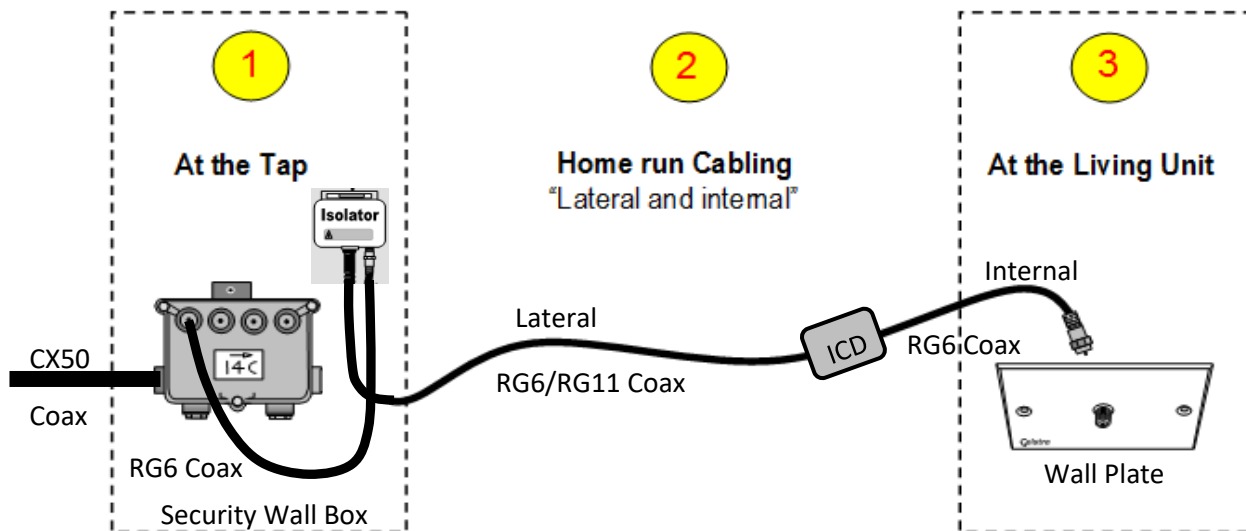 1
At the Tap
Isolator
14C
CX50
Coax
RG6 Coax
Security Wall Box
2
Home run Cabling
“Lateral and internal”
Lateral
RG6/RG11 Coax
ICD
3
At the Living Unit
Internal
RG6 Coax
Wall Plate